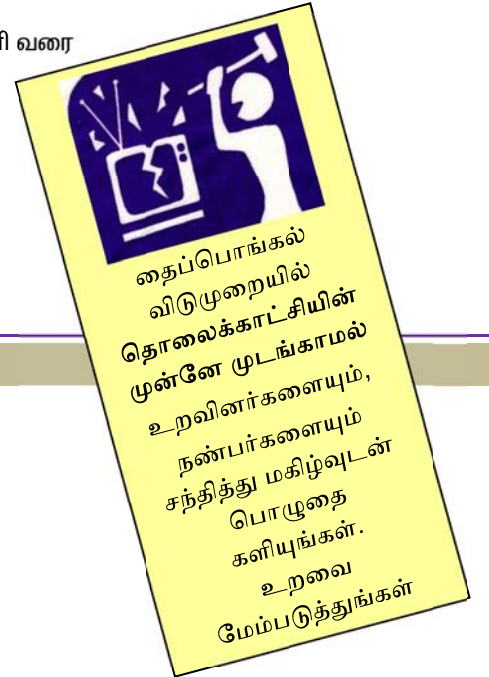 வரை
தைப்பொங்கல்
விடுமுறையில்
தொலைக்காட்சியின்
முன்னே முடங்காமல்
உறவினர்களையும்,
நண்பர்களையும்
சந்தித்து மகிழ்வுடன்
பொழுதை
களியுங்கள்.
உறவை
மேம்படுத்துங்கள்